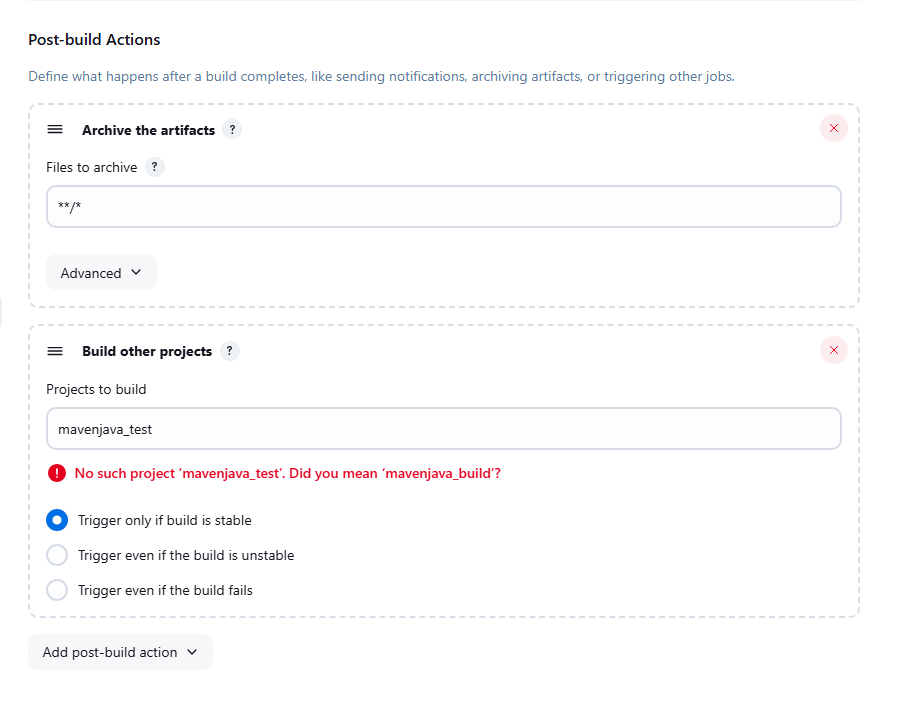 Post-build Actions
Define what happens after a build completes, like sending notifications, archiving artifacts, or triggering other jobs.
Archive the artifacts ?
Files to archive ?
**/*
Advanced
Build other projects ?
Projects to build
mavenjava_test
No such project ‘mavenjava_test’. Did you mean ‘mavenjava_build’?
Trigger only if build is stable
Trigger even if the build is unstable
Trigger even if the build fails
Add post-build action